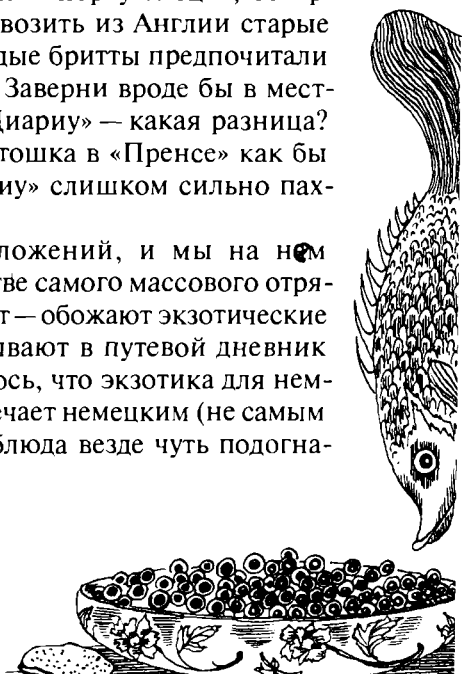 возить из Англии старые
дые бритты предпочитали
Заверни вроде бы в мест-
Диариу» — какая разница?
тошка в «Пренсе» как бы
иу» слишком сильно пах-
ложений, и мы на нем
тве самого массового отря-
т — обожают экзотические
ывают в путевой дневник
ось, что экзотика для нем-
ечает немецким (не самым
блюда везде чуть подогна-